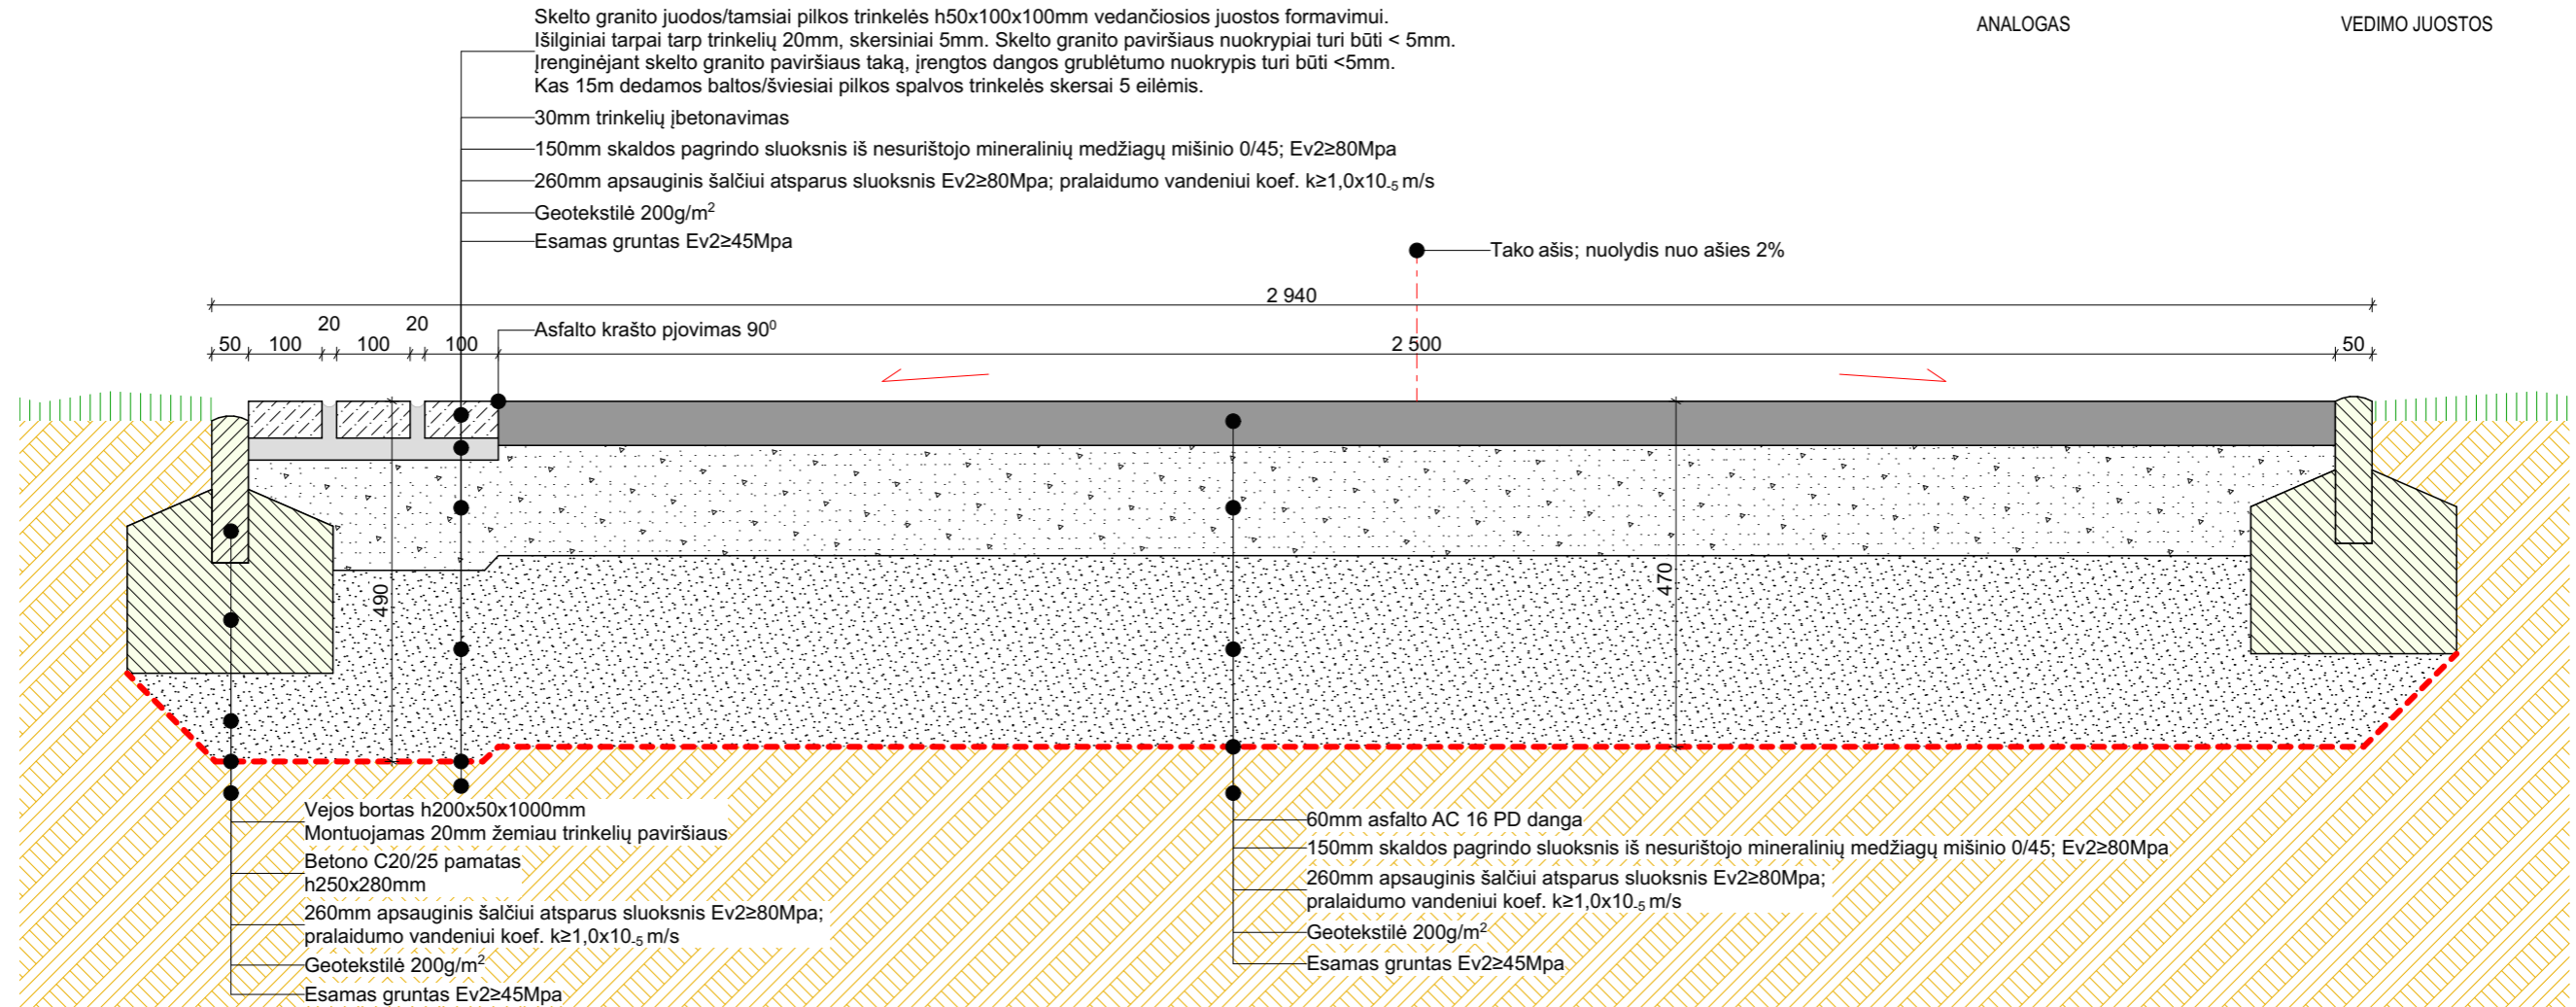 Skelto granito juodos/tamsiai pilkos trinkelės h50x100x100mm vedančiosios juostos formavimui.
Išilginiai tarpai tarp trinkelių 20mm, skersiniai 5mm. Skelto granito paviršiaus nuokrypiai turi būti < 5mm.
Įrenginėjant skelto granito paviršiaus taką, įrengtos dangos grublėtumo nuokrypis turi būti <5mm.
Kas 15m dedamos baltos/šviesiai pilkos spalvos trinkelės skersai 5 eilėmis.
ANALOGAS
VEDIMO JUOSTOS
30mm trinkelių įbetonavimas
150mm skaldos pagrindo sluoksnis iš nesurištojo mineralinių medžiagų mišinio 0/45; Ev2≥80Mpa
260mm apsauginis šalčiui atsparus sluoksnis Ev2≥80Mpa; pralaidumo vandeniui koef. k≥1,0x10₋₅ m/s
Geotekstilė 200g/m²
Esamas gruntas Ev2≥45Mpa
Tako ašis; nuolydis nuo ašies 2%
2 940
20 20
Asfalto krašto pjovimas 90⁰
50 100 100 100 2 500 50
490
470
Vejos bortas h200x50x1000mm
Montuojamas 20mm žemiau trinkelių paviršiaus
Betono C20/25 pamatas
h250x280mm
260mm apsauginis šalčiui atsparus sluoksnis Ev2≥80Mpa;
pralaidumo vandeniui koef. k≥1,0x10₋₅ m/s
Geotekstilė 200g/m²
Esamas gruntas Ev2≥45Mpa
60mm asfalto AC 16 PD danga
150mm skaldos pagrindo sluoksnis iš nesurištojo mineralinių medžiagų mišinio 0/45; Ev2≥80Mpa
260mm apsauginis šalčiui atsparus sluoksnis Ev2≥80Mpa;
pralaidumo vandeniui koef. k≥1,0x10₋₅ m/s
Geotekstilė 200g/m²
Esamas gruntas Ev2≥45Mpa